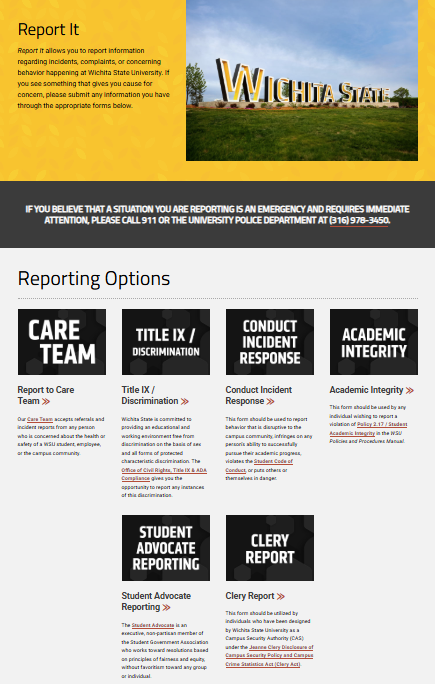 Report It
Report It allows you to report information
regarding incidents, complaints, or concerning
behavior happening at Wichita State University. If
you see something that gives you cause for
concern, please submit any information you have
through the appropriate forms below.
WICHITA STATE
IF YOU BELIEVE THAT A SITUATION YOU ARE REPORTING IS AN EMERGENCY AND REQUIRES IMMEDIATE
ATTENTION, PLEASE CALL 911 OR THE UNIVERSITY POLICE DEPARTMENT AT (316) 978-3450.
Reporting Options
CARE
TEAM
Report to Care
Team »
Our Care Team accepts referrals and
incident reports from any person
who is concerned about the health or
safety of a WSU student, employee,
or the campus community.
TITLE IX /
DISCRIMINATION
Title IX /
Discrimination »
Wichita State is committed to
providing an educational and
working environment free from
discrimination on the basis of sex
and all forms of protected
characteristic discrimination. The
Office of Civil Rights, Title IX & ADA
Compliance gives you the
opportunity to report any instances
of this discrimination.
CONDUCT
INCIDENT
RESPONSE
Conduct Incident
Response »
This form should be used to report
behavior that is disruptive to the
campus community, infringes on any
person's ability to successfully
pursue their academic progress,
violates the Student Code of
Conduct, or puts others or
themselves in danger.
ACADEMIC
INTEGRITY
Academic Integrity »
This form should be used by any
individual wishing to report a
violation of Policy 2.17 / Student
Academic Integrity in the WSU
Policies and Procedures Manual.
STUDENT
ADVOCATE
REPORTING
Student Advocate
Reporting »
The Student Advocate is an
executive, non-partisan member of
the Student Government Association
who works toward resolutions based
on principles of fairness and equity,
without favoritism toward any group
or individual.
CLERY
REPORT
Clery Report »
This form should be utilized by
individuals who have been designed
by Wichita State University as a
Campus Security Authority (CAS)
under the Jeanne Clery Disclosure of
Campus Security Policy and Campus
Crime Statistics Act (Clery Act)